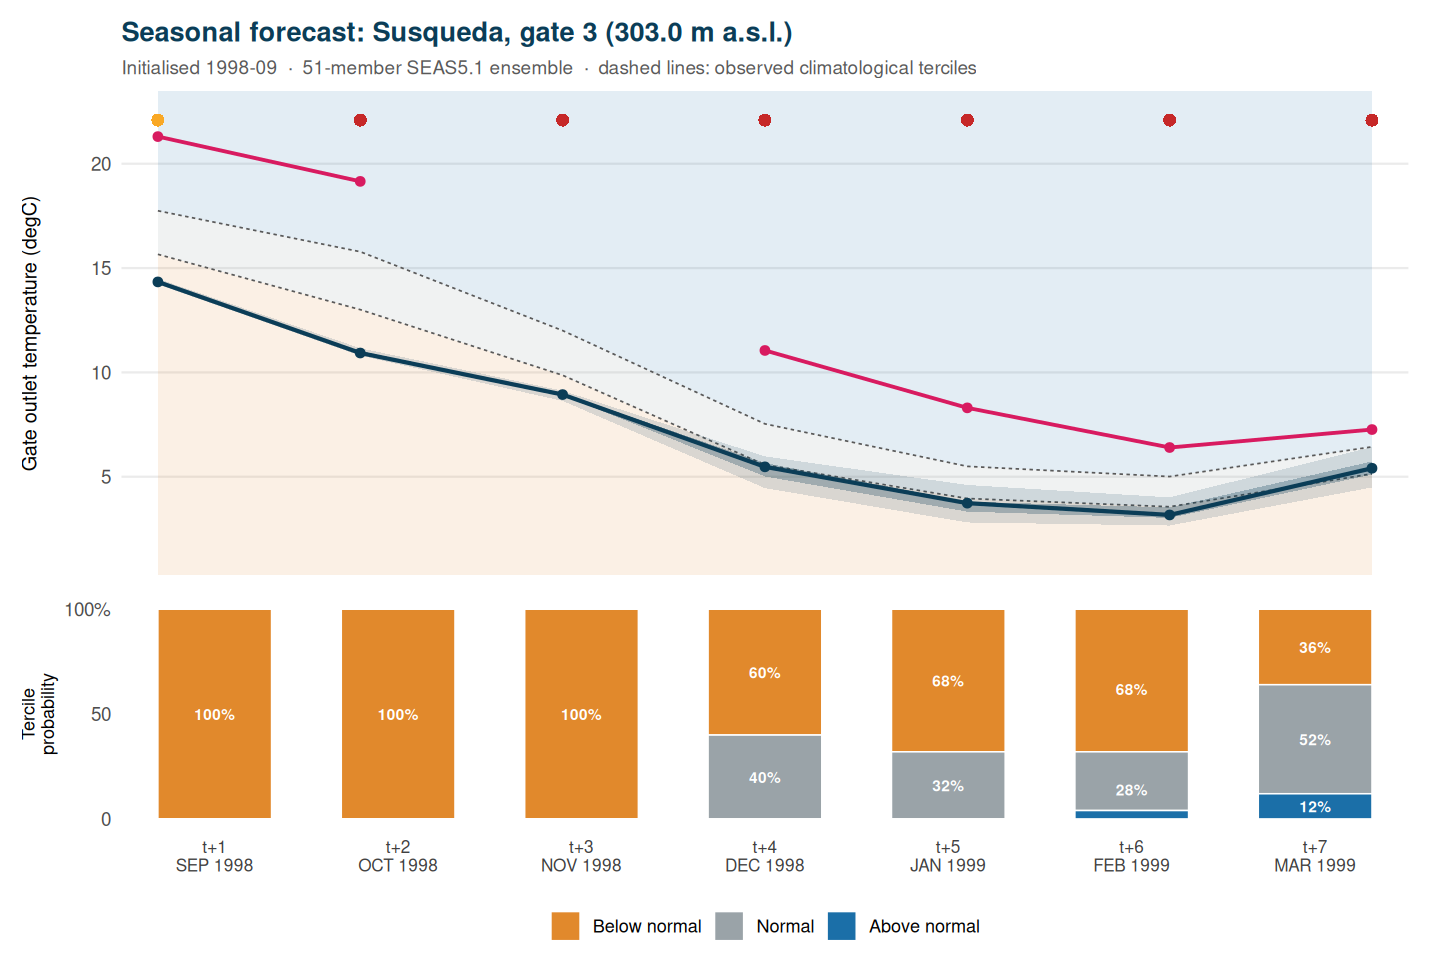 Seasonal forecast: Susqueda, gate 3 (303.0 m a.s.l.)
Initialised 1998-09 · 51-member SEAS5.1 ensemble · dashed lines: observed climatological terciles
Gate outlet temperature (degC)
20
15
10
5
Tercile
probability
100%
50
0
100%
100%
100%
60%
40%
68%
32%
68%
28%
36%
52%
12%
t+1
SEP 1998
t+2
OCT 1998
t+3
NOV 1998
t+4
DEC 1998
t+5
JAN 1999
t+6
FEB 1999
t+7
MAR 1999
Below normal
Normal
Above normal